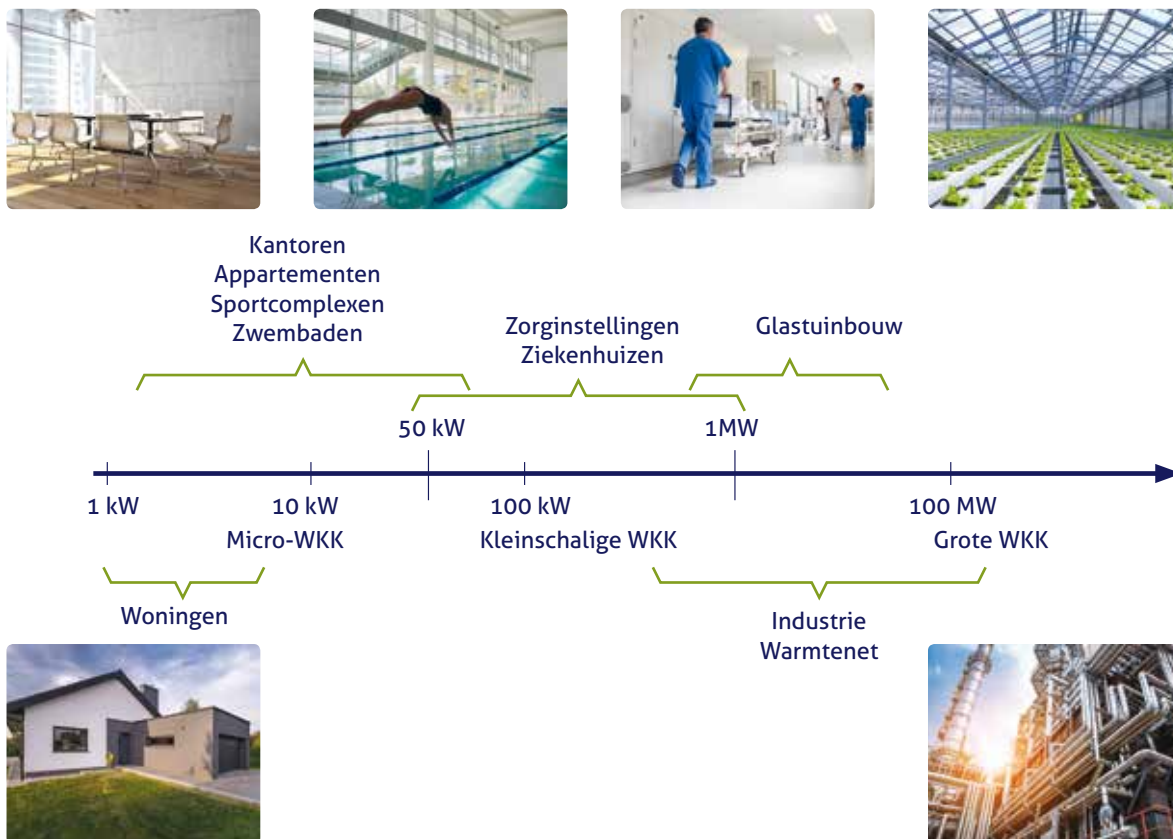 Kantoren
Appartementen
Sportcomplexen
Zwembaden
Zorginstellingen
Ziekenhuizen
Glastuinbouw
50 kW
1MW
1 kW
10 kW
100 kW
100 MW
Micro-WKK
Kleinschalige WKK
Grote WKK
Woningen
Industrie
Warmtenet